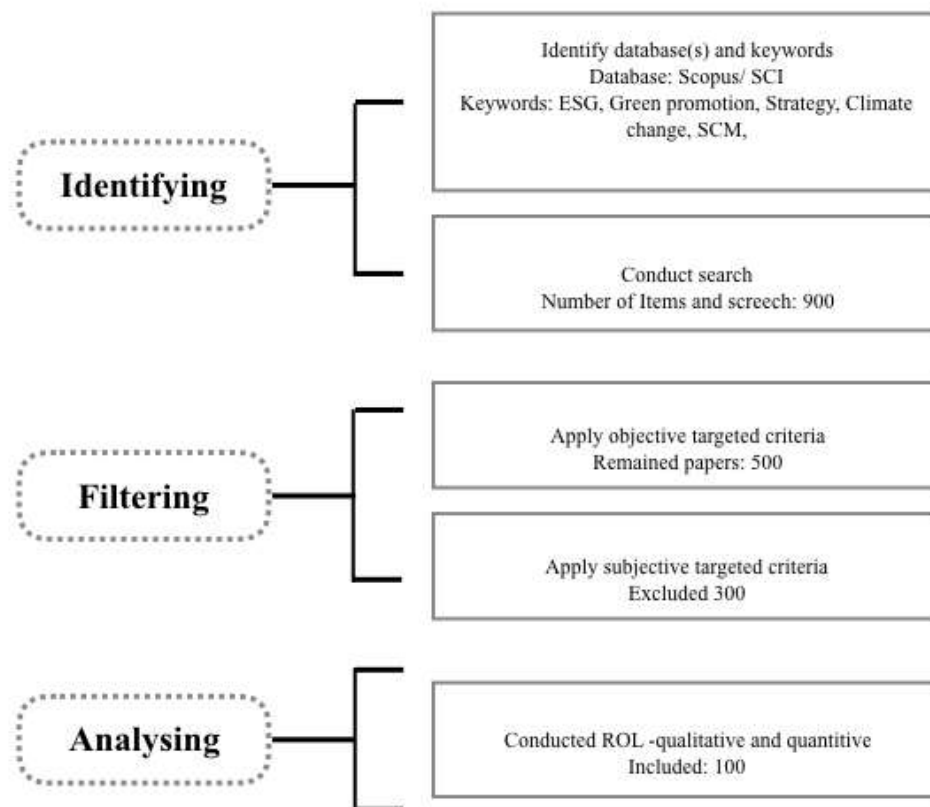 Identifying
Identify database(s) and keywords
Database: Scopus/ SCI
Keywords: ESG, Green promotion, Strategy, Climate
change, SCM,
Conduct search
Number of Items and screech: 900
Filtering
Apply objective targeted criteria
Remained papers: 500
Apply subjective targeted criteria
Excluded 300
Analysing
Conducted ROL -qualitative and quantitive
Included: 100